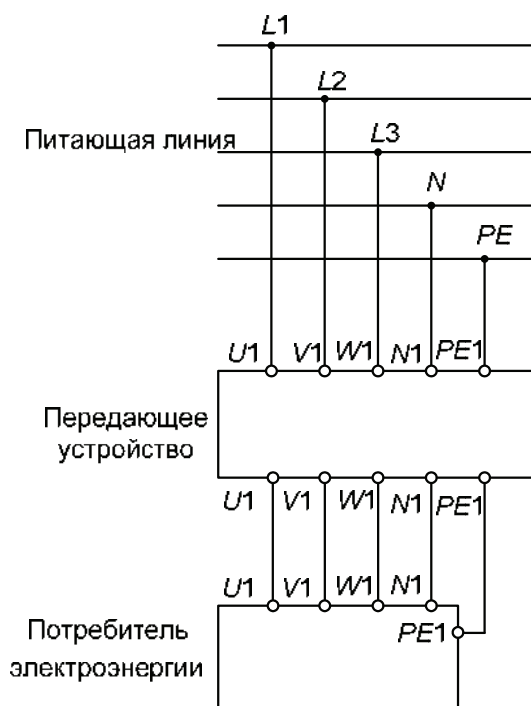 L1
L2
Питающая линия
L3
N
PE
U1 V1 W1 N1 PE1
Передающее
устройство
U1 V1 W1 N1 PE1
U1 V1 W1 N1
Потребитель
электроэнергии
PE1